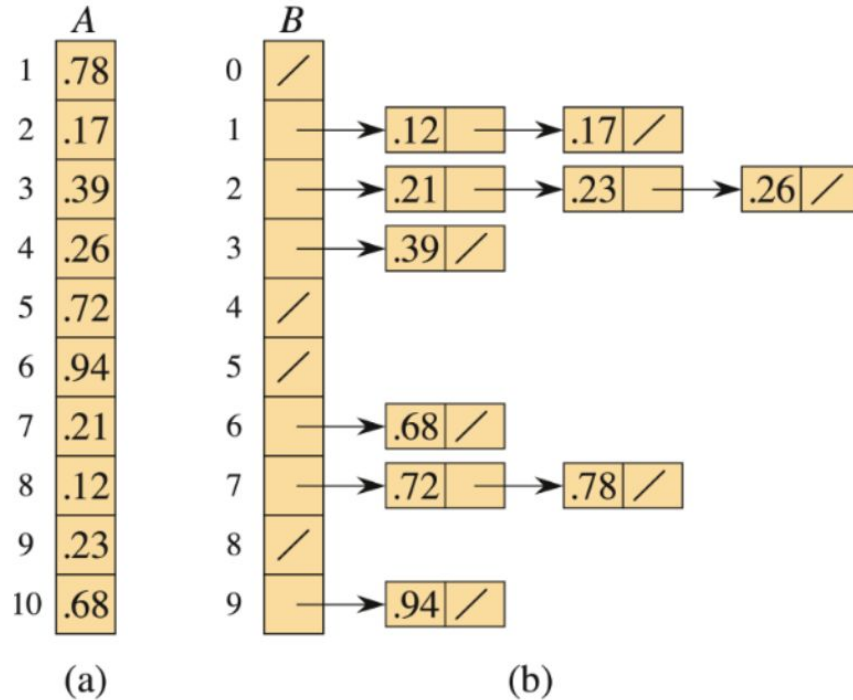 A B
1 .78 0 /
2 .17 1 .12 .17 /
3 .39 2 .21 .23 .26 /
4 .26 3 .39 /
5 .72 4 /
6 .94 5 /
7 .21 6 .68 /
8 .12 7 .72 .78 /
9 .23 8 /
10 .68 9 .94 /
(a) (b)